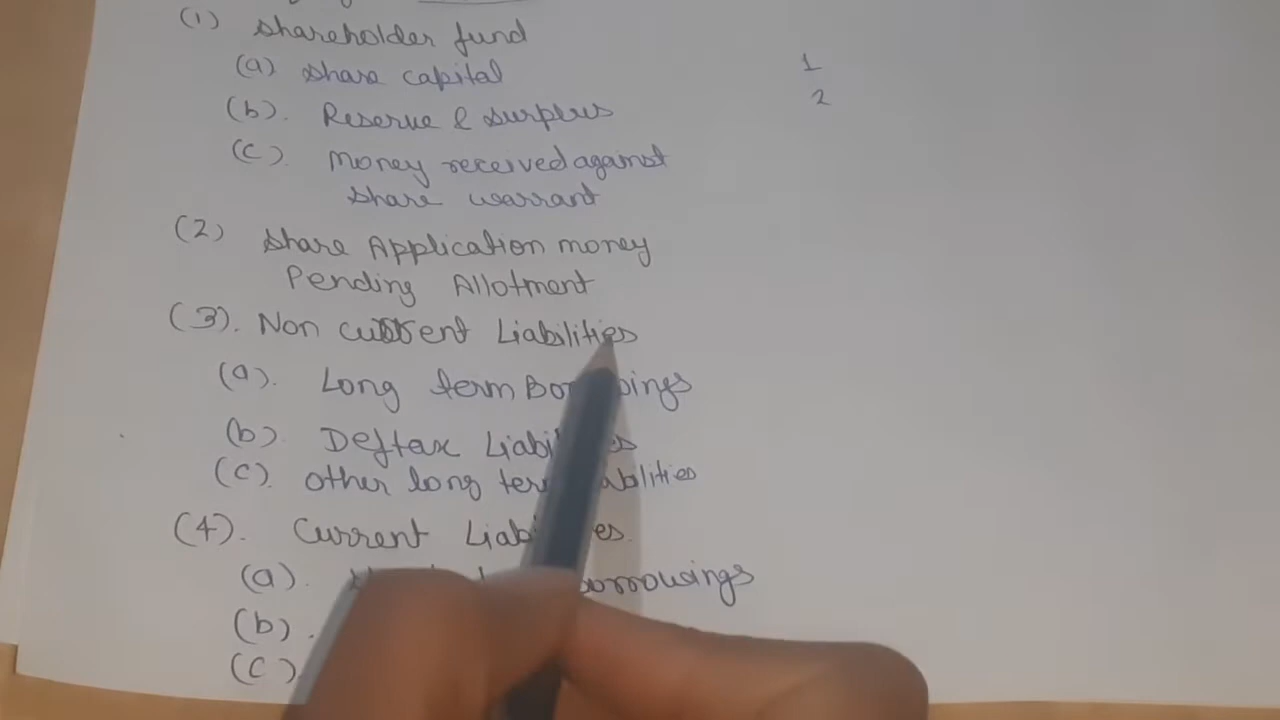 (1) Shareholder fund
(a) Share capital 1
(b). Reserve & Surplus 2
(c). Money received against
Share warrant
(2) Share Application money
Pending Allotment
(3). Non current Liabilities
(a). Long term
(b). Def tax
(c). other long
(4). Current
(a). borrowings
(b).
(c)